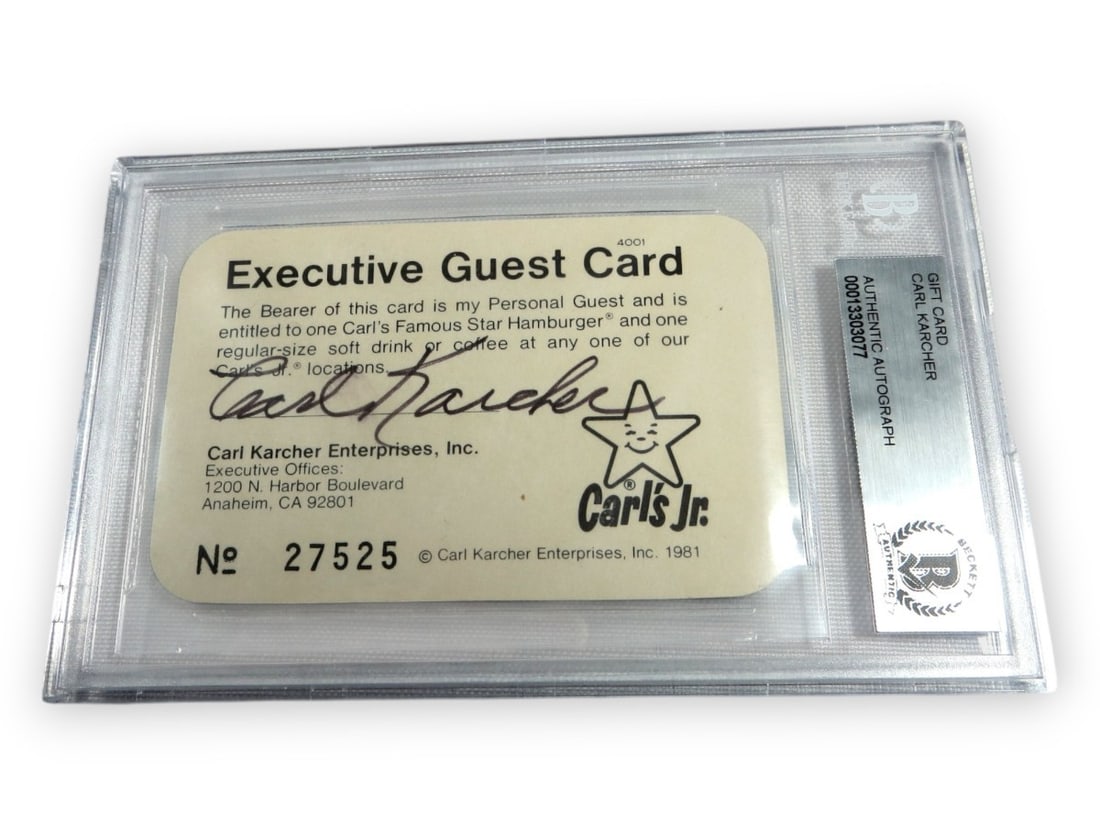 4001
Executive Guest Card
The Bearer of this card is my Personal Guest and is
entitled to one Carl's Famous Star Hamburger® and one
regular-size soft drink or coffee at any one of our
Carl's Jr.® locations.
Carl Karcher
Carl Karcher Enterprises, Inc.
Executive Offices:
1200 N. Harbor Boulevard
Anaheim, CA 92801
®
Carl's Jr.
No 27525
© Carl Karcher Enterprises, Inc. 1981
GIFT CARD
CARL KARCHER
AUTHENTIC AUTOGRAPH
00013303077
BECKETT
AUTHENTIC
B